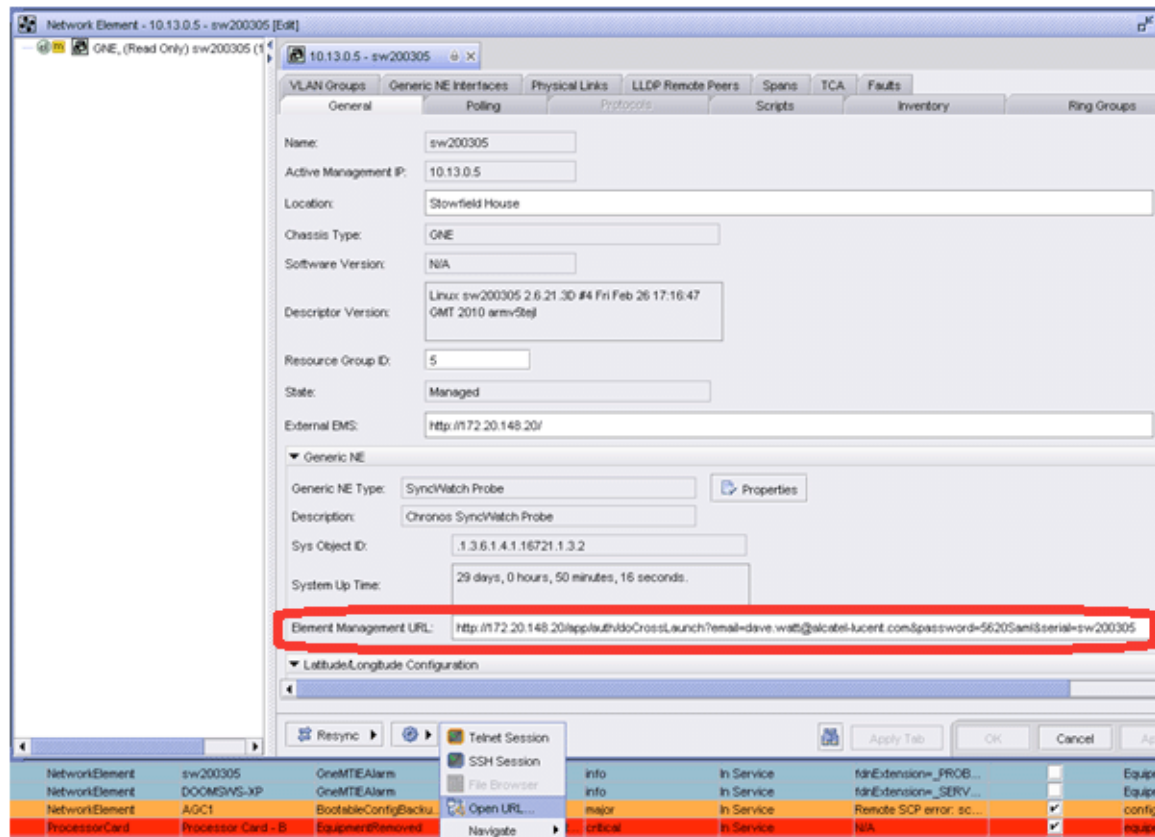 Network Element - 10.13.0.5 - sw200305 [Edit]
GNE, (Read Only) sw200305 (1
10.13.0.5 - sw200305
VLAN Groups Generic NE Interfaces Physical Links LLDP Remote Peers Spans TCA Faults
General Polling Protocols Scripts Inventory Ring Groups
Name: sw200305
Active Management IP: 10.13.0.5
Location: Stowfield House
Chassis Type: GNE
Software Version: N/A
Descriptor Version: Linux sw200305 2.6.21.3D #4 Fri Feb 26 17:16:47
GMT 2010 armv5tejl
Resource Group ID: 5
State: Managed
External EMS: http://172.20.148.20/
Generic NE
Generic NE Type: SyncWatch Probe Properties
Description: Chronos SyncWatch Probe
Sys Object ID: .1.3.6.1.4.1.16721.1.3.2
System Up Time: 29 days, 0 hours, 50 minutes, 16 seconds.
Element Management URL: http://172.20.148.20/app/auth/doCrossLaunch?email=dave.watt@alcatel-lucent.com&password=5620Sam!&serial=sw200305
Latitude/Longitude Configuration
Resync Apply Tab OK Cancel Ap
Telnet Session
SSH Session
File Browser
Open URL...
Navigate
NetworkElement sw200305 GneMTIEAlarm info In Service fdnExtension=_PROB... Equipm
NetworkElement DOOMSWS-XP GneMTIEAlarm info In Service fdnExtension=_SERV... Equipm
NetworkElement AGC1 BootableConfigBacku... major In Service Remote SCP error: sc... config
ProcessorCard Processor Card - B EquipmentRemoved critical In Service N/A equipm